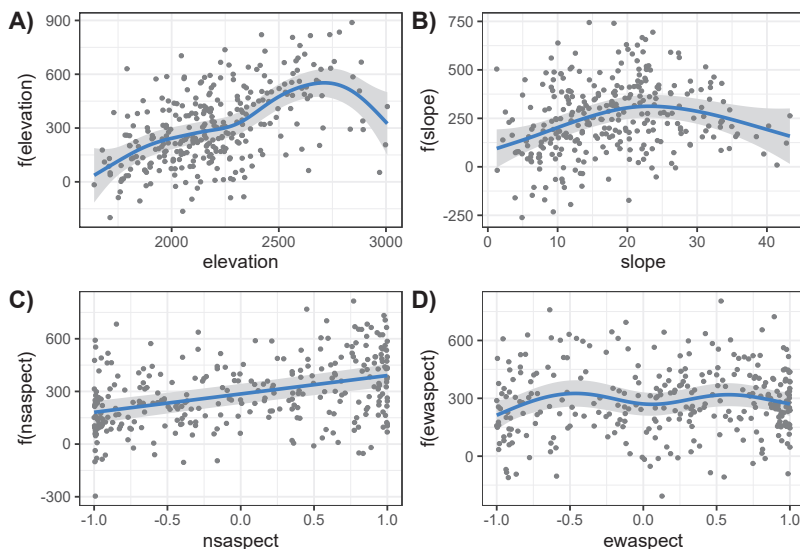 A)
f(elevation)
900
600
300
0
2000
2500
3000
elevation
B)
f(slope)
750
500
250
0
-250
0
10
20
30
40
slope
C)
f(nsaspect)
600
300
0
-300
-1.0
-0.5
0.0
0.5
1.0
nsaspect
D)
f(ewaspect)
600
300
0
-1.0
-0.5
0.0
0.5
1.0
ewaspect